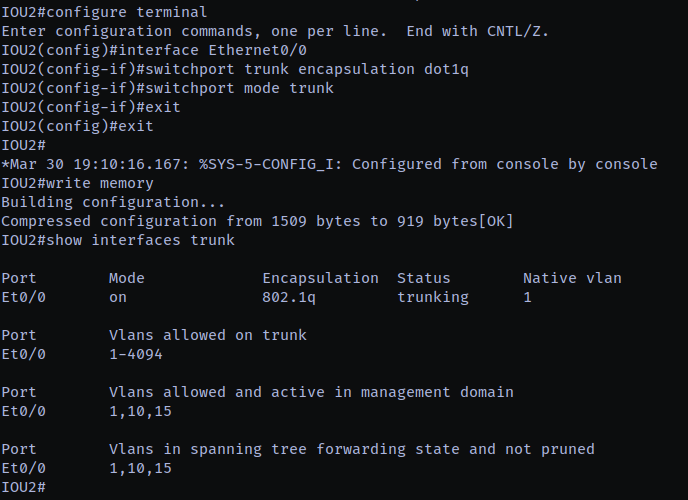 IOU2#configure terminal
Enter configuration commands, one per line.  End with CNTL/Z.
IOU2(config)#interface Ethernet0/0
IOU2(config-if)#switchport trunk encapsulation dot1q
IOU2(config-if)#switchport mode trunk
IOU2(config-if)#exit
IOU2(config)#exit
IOU2#
*Mar 30 19:10:16.167: %SYS-5-CONFIG_I: Configured from console by console
IOU2#write memory
Building configuration...
Compressed configuration from 1509 bytes to 919 bytes[OK]
IOU2#show interfaces trunk

Port        Mode             Encapsulation  Status        Native vlan
Et0/0       on               802.1q         trunking      1

Port        Vlans allowed on trunk
Et0/0       1-4094

Port        Vlans allowed and active in management domain
Et0/0       1,10,15

Port        Vlans in spanning tree forwarding state and not pruned
Et0/0       1,10,15
IOU2#